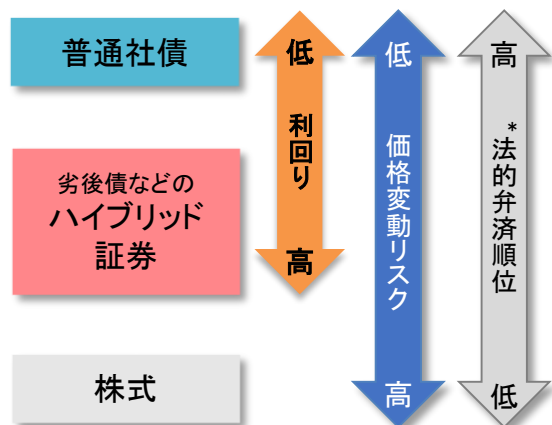 普通社債
劣後債などの
ハイブリッド
証券
株式
低
利回り
高
低
価格変動リスク
高
高
*法的弁済順位
低